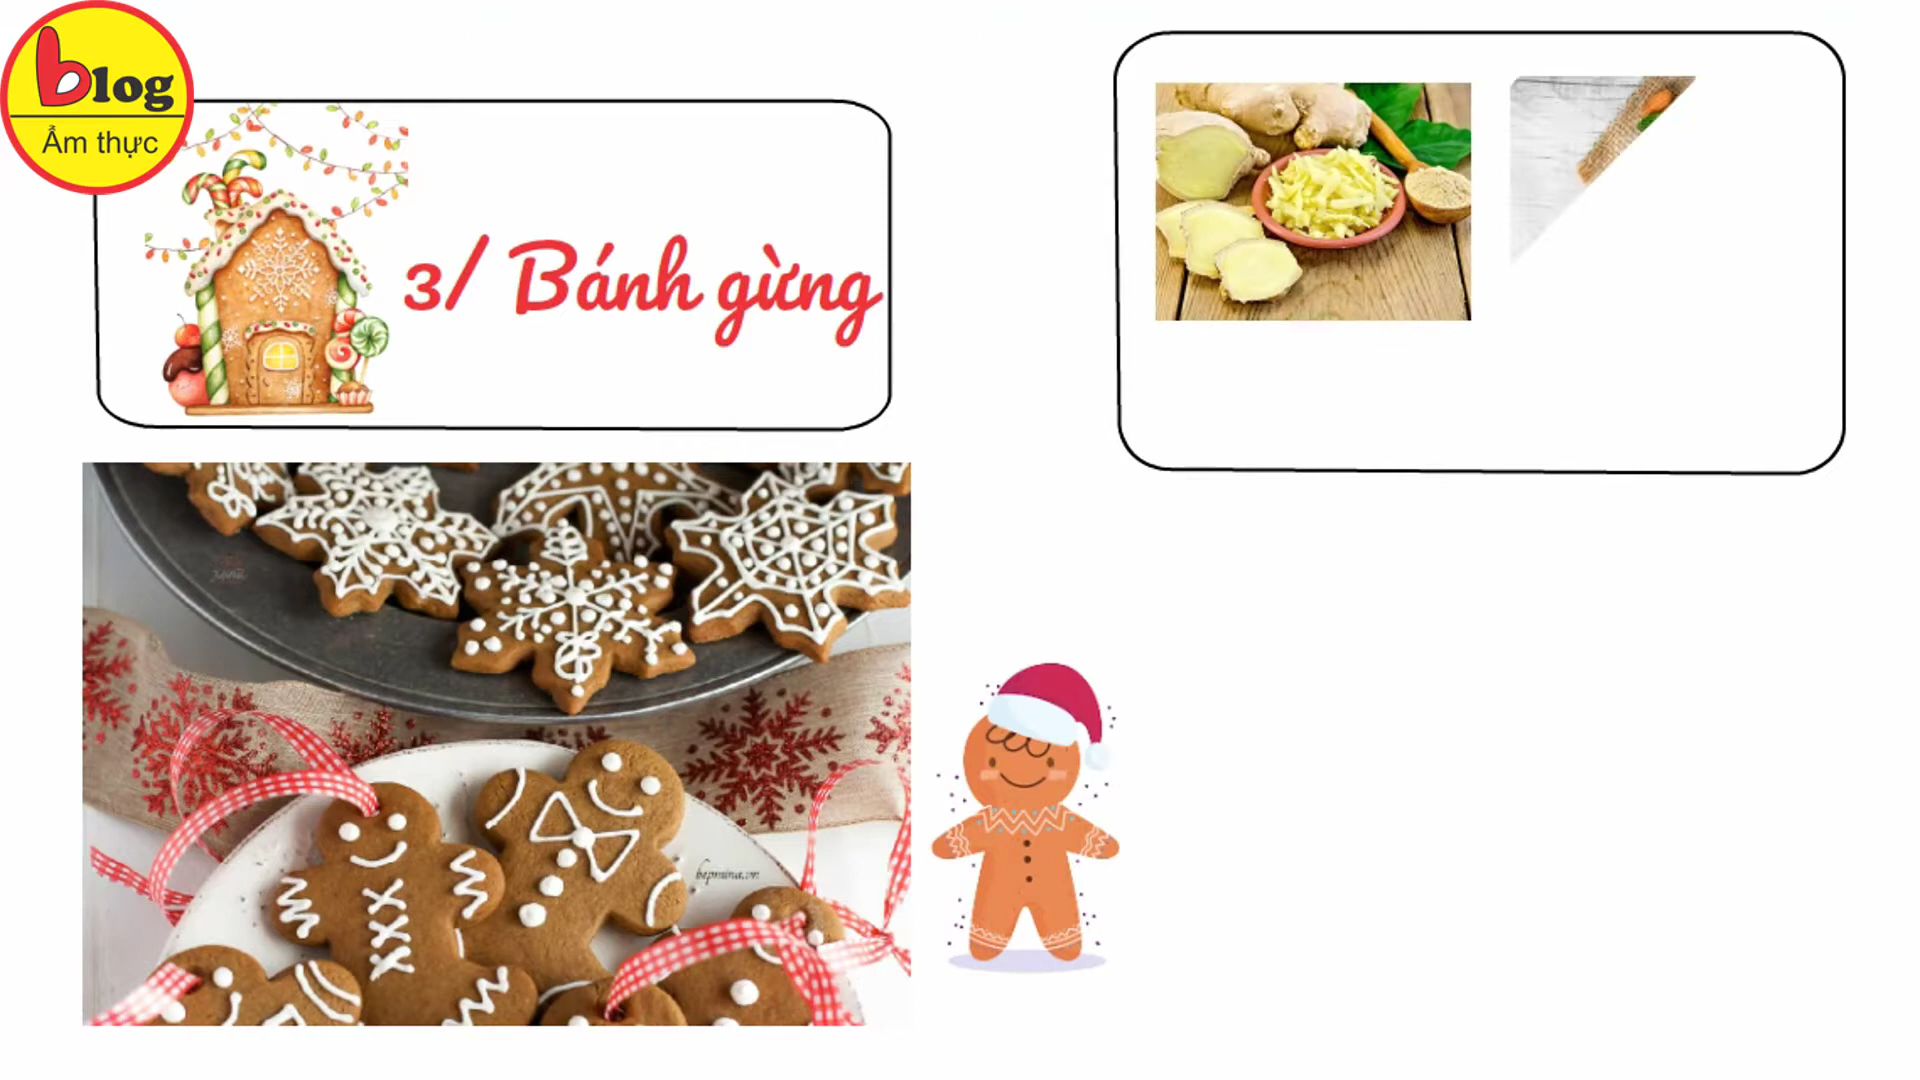 blog
Ẩm thực
3/ Bánh gừng
bepmina.vn